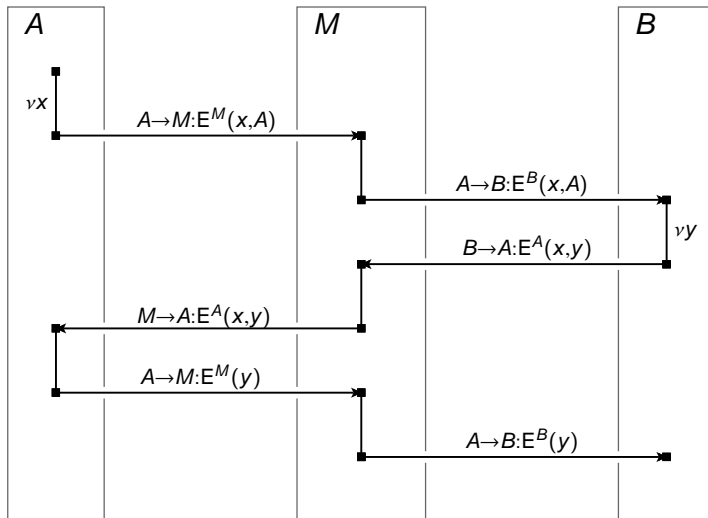 A M B
νx
A→M:E^M(x,A)
A→B:E^B(x,A)
νy
B→A:E^A(x,y)
M→A:E^A(x,y)
A→M:E^M(y)
A→B:E^B(y)